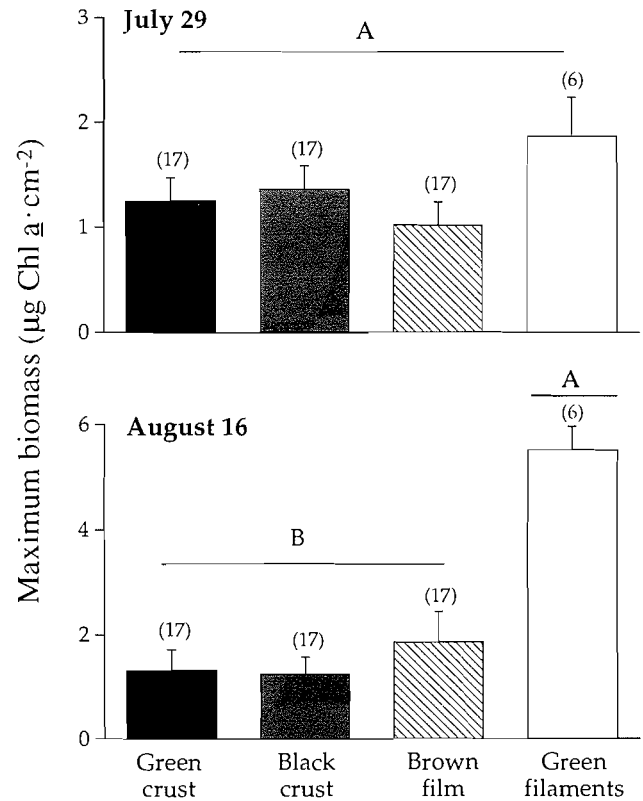 Maximum biomass (µg Chl a · cm-2)
July 29
3
2
1
0
A
(17)
(17)
(17)
(6)
August 16
6
4
2
0
A
(6)
B
(17)
(17)
(17)
Green crust
Black crust
Brown film
Green filaments